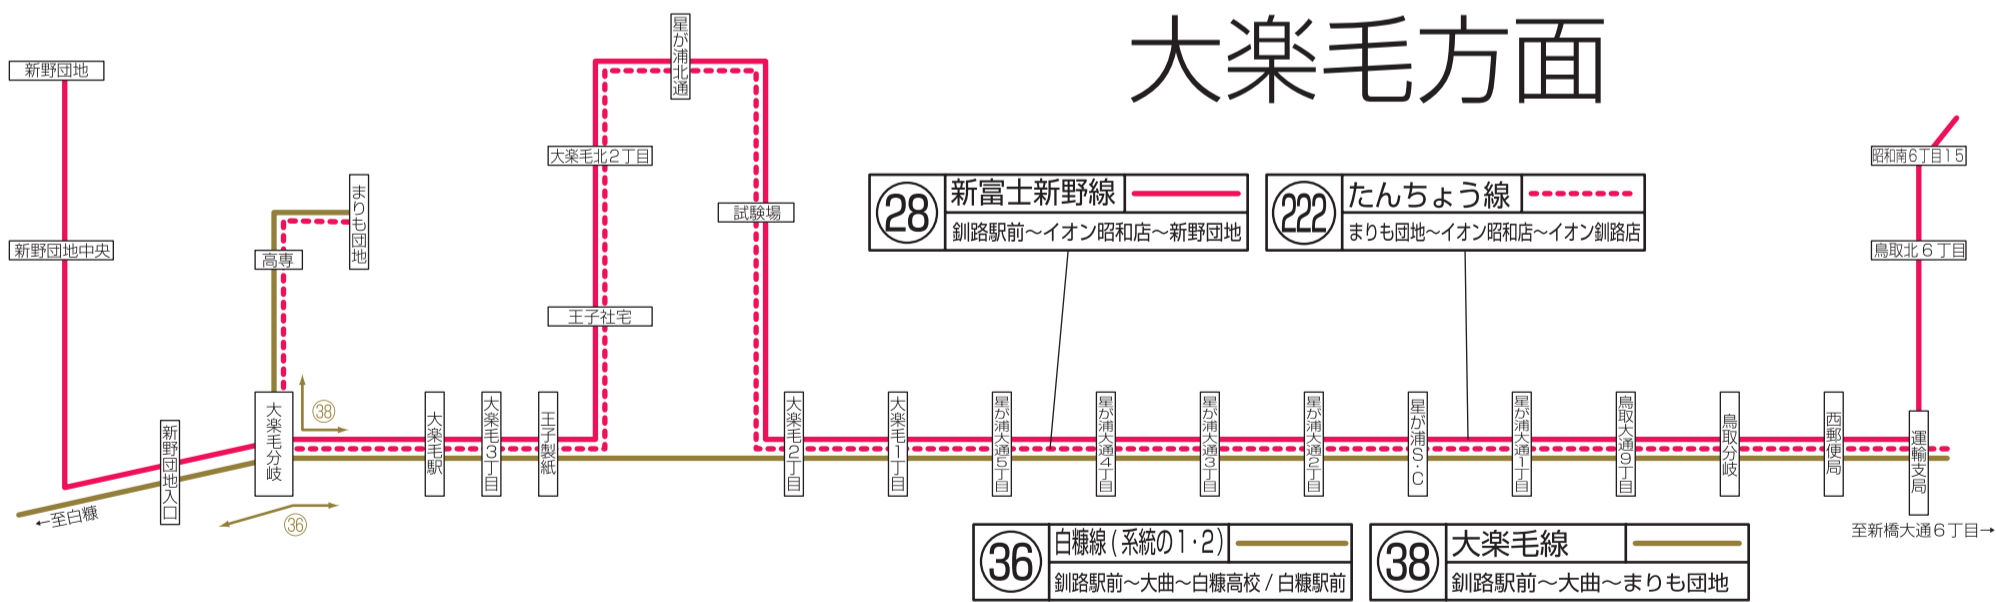 大楽毛方面
新野団地
新野団地中央
新野団地入口
←至白糠
まりも団地
高専
大楽毛分岐
38
36
大楽毛駅
大楽毛3丁目
王子製紙
王子社宅
大楽毛北2丁目
星が浦北通
試験場
大楽毛2丁目
大楽毛1丁目
星が浦大通5丁目
星が浦大通4丁目
星が浦大通3丁目
星が浦大通2丁目
星が浦S・C
星が浦大通1丁目
鳥取大通9丁目
鳥取分岐
西郵便局
運輸支局
鳥取北6丁目
昭和南6丁目15
至新橋大通6丁目→
28 新富士新野線
釧路駅前～イオン昭和店～新野団地
222 たんちょう線
まりも団地～イオン昭和店～イオン釧路店
36 白糠線(系統の1・2)
釧路駅前～大曲～白糠高校/白糠駅前
38 大楽毛線
釧路駅前～大曲～まりも団地